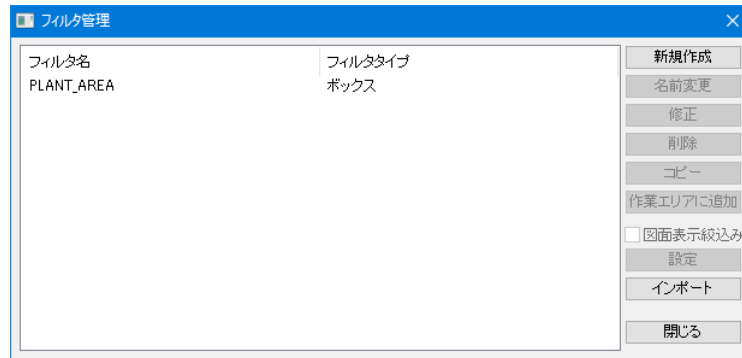 フィルタ管理
フィルタ名 フィルタタイプ
PLANT_AREA ボックス
新規作成
名前変更
修正
削除
コピー
作業エリアに追加
図面表示絞込み
設定
インポート
閉じる